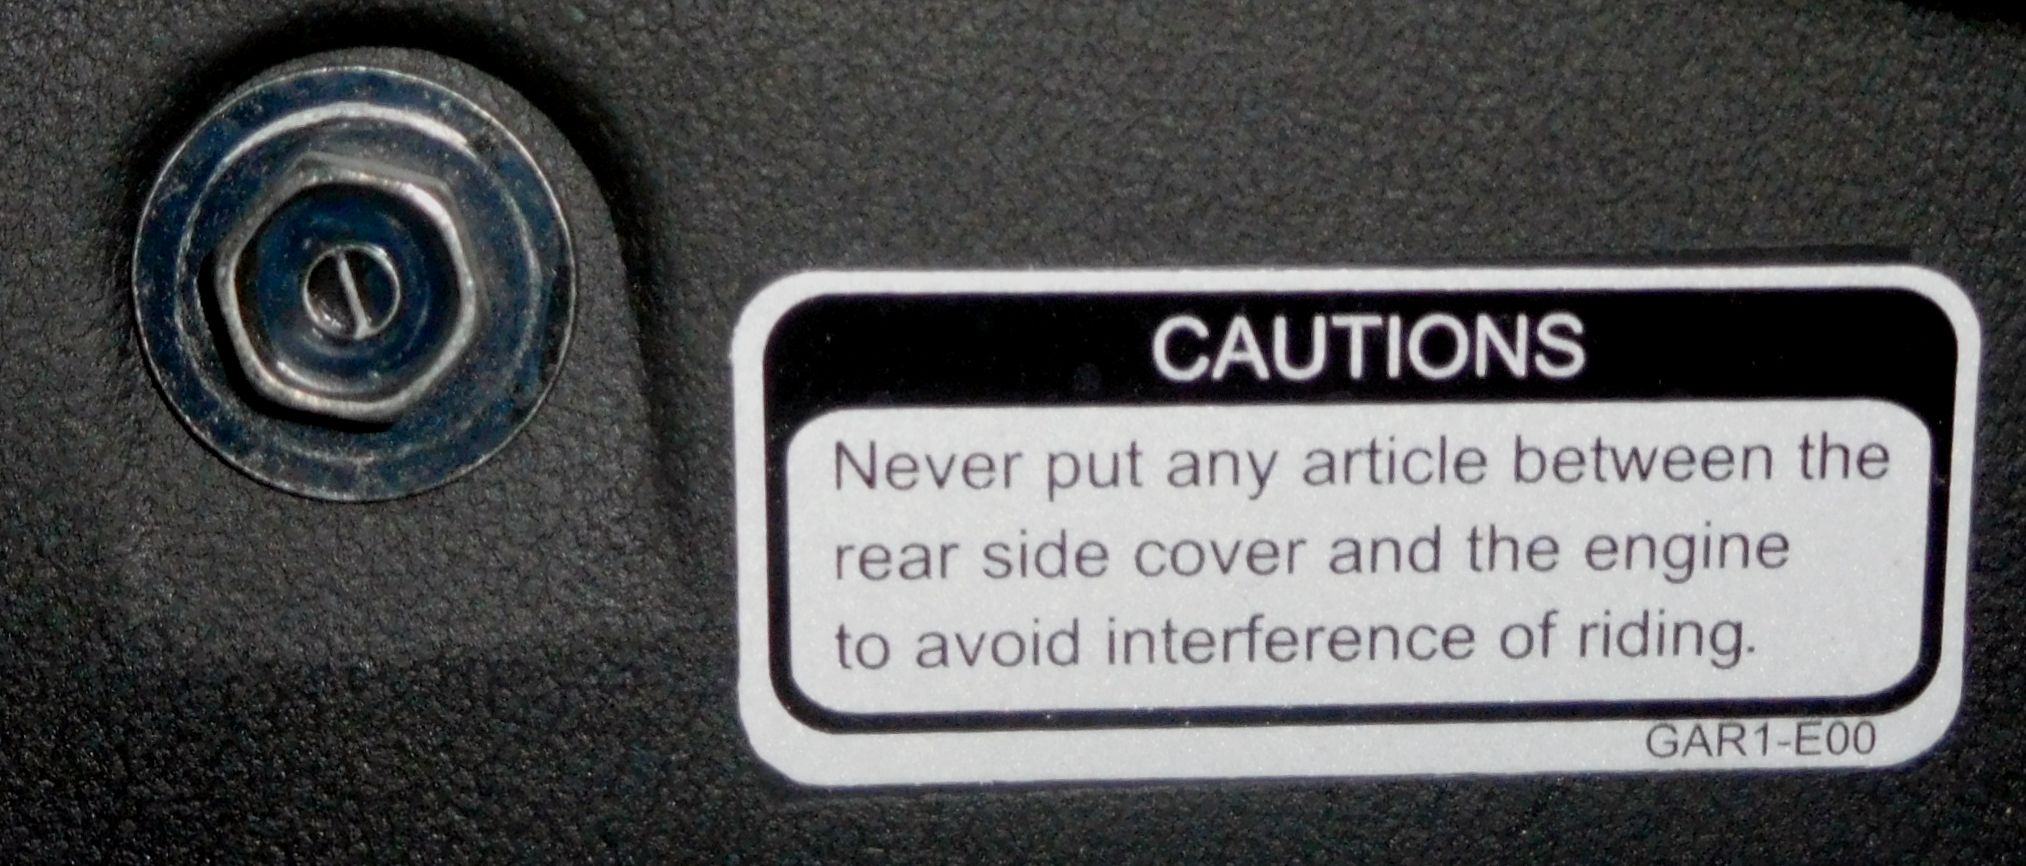 CAUTIONS
Never put any article between the
rear side cover and the engine
to avoid interference of riding.
GAR1-E00